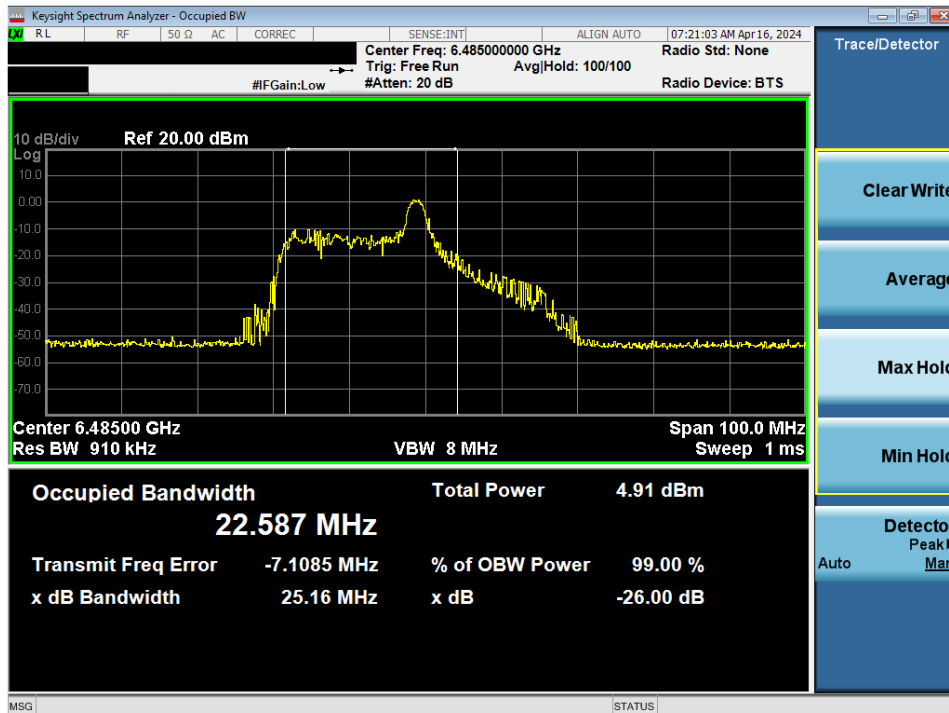 Keysight Spectrum Analyzer - Occupied BW
LXI RL RF 50 Ω AC CORREC SENSE:INT ALIGN AUTO 07:21:03 AM Apr 16, 2024
Center Freq: 6.485000000 GHz Radio Std: None
Trig: Free Run Avg|Hold: 100/100
#IFGain:Low #Atten: 20 dB Radio Device: BTS
Trace/Detector
10 dB/div Ref 20.00 dBm
Log
10.0
0.00
-10.0
-20.0
-30.0
-40.0
-50.0
-60.0
-70.0
Center 6.48500 GHz Span 100.0 MHz
Res BW 910 kHz VBW 8 MHz Sweep 1 ms
Occupied Bandwidth Total Power 4.91 dBm
22.587 MHz
Transmit Freq Error -7.1085 MHz % of OBW Power 99.00 %
x dB Bandwidth 25.16 MHz x dB -26.00 dB
Clear Write
Average
Max Hold
Min Hold
Detecto
Peak
Auto Man
MSG STATUS